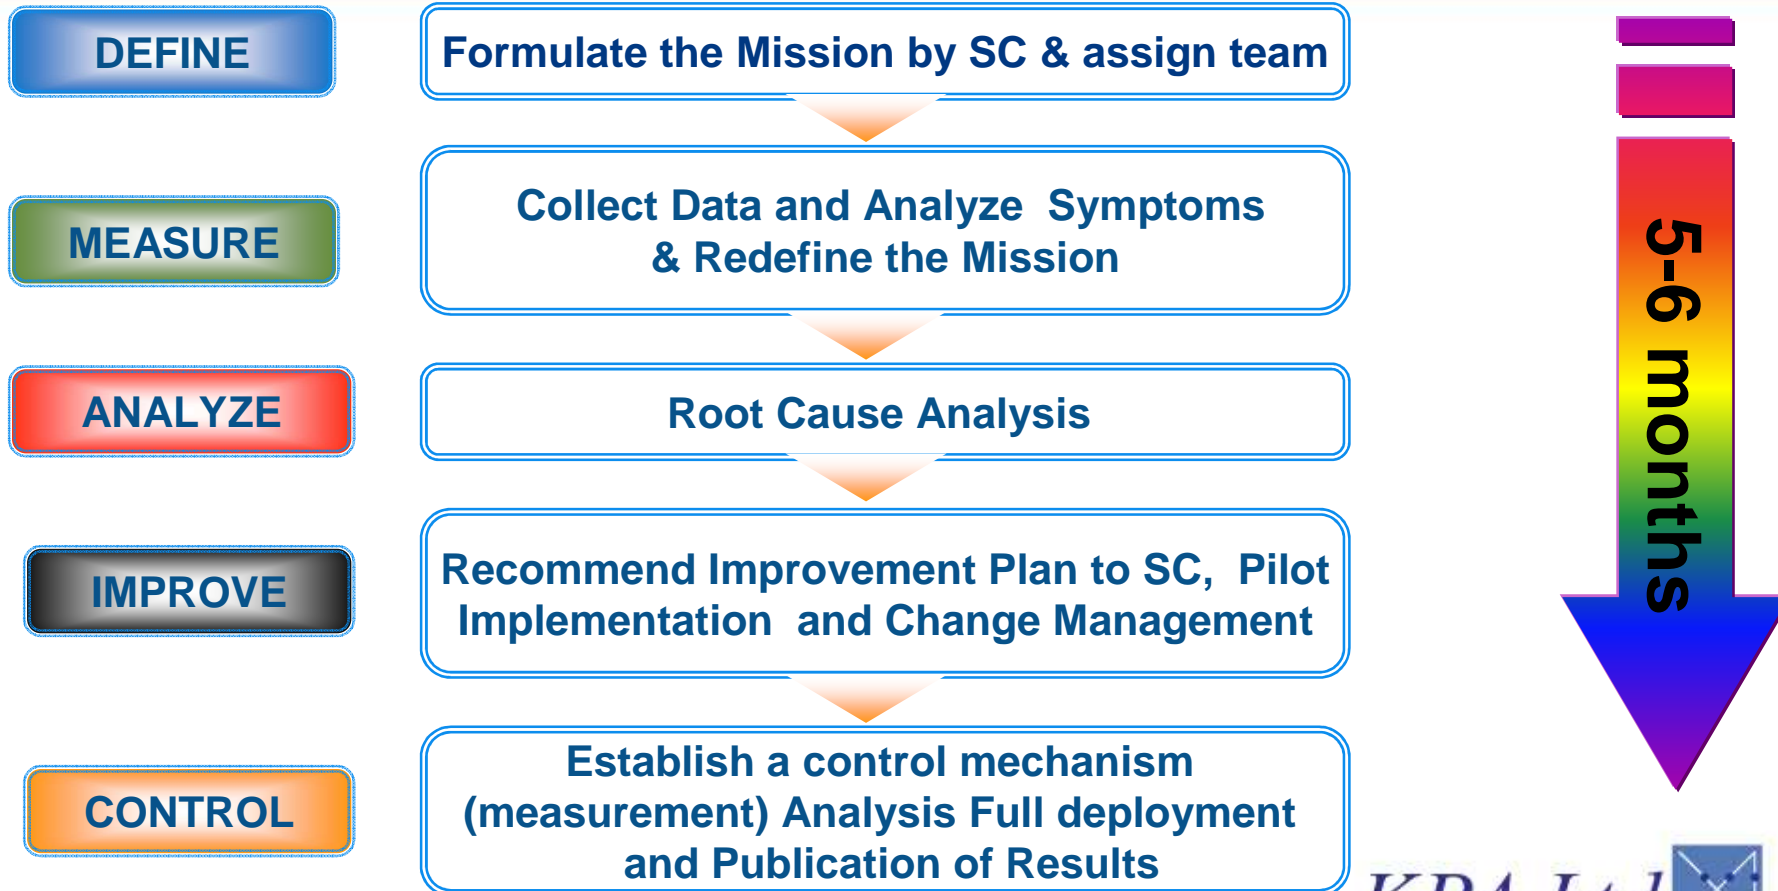 DEFINE
Formulate the Mission by SC & assign team
MEASURE
Collect Data and Analyze Symptoms
& Redefine the Mission
ANALYZE
Root Cause Analysis
IMPROVE
Recommend Improvement Plan to SC, Pilot
Implementation and Change Management
CONTROL
Establish a control mechanism
(measurement) Analysis Full deployment
and Publication of Results
5-6 months